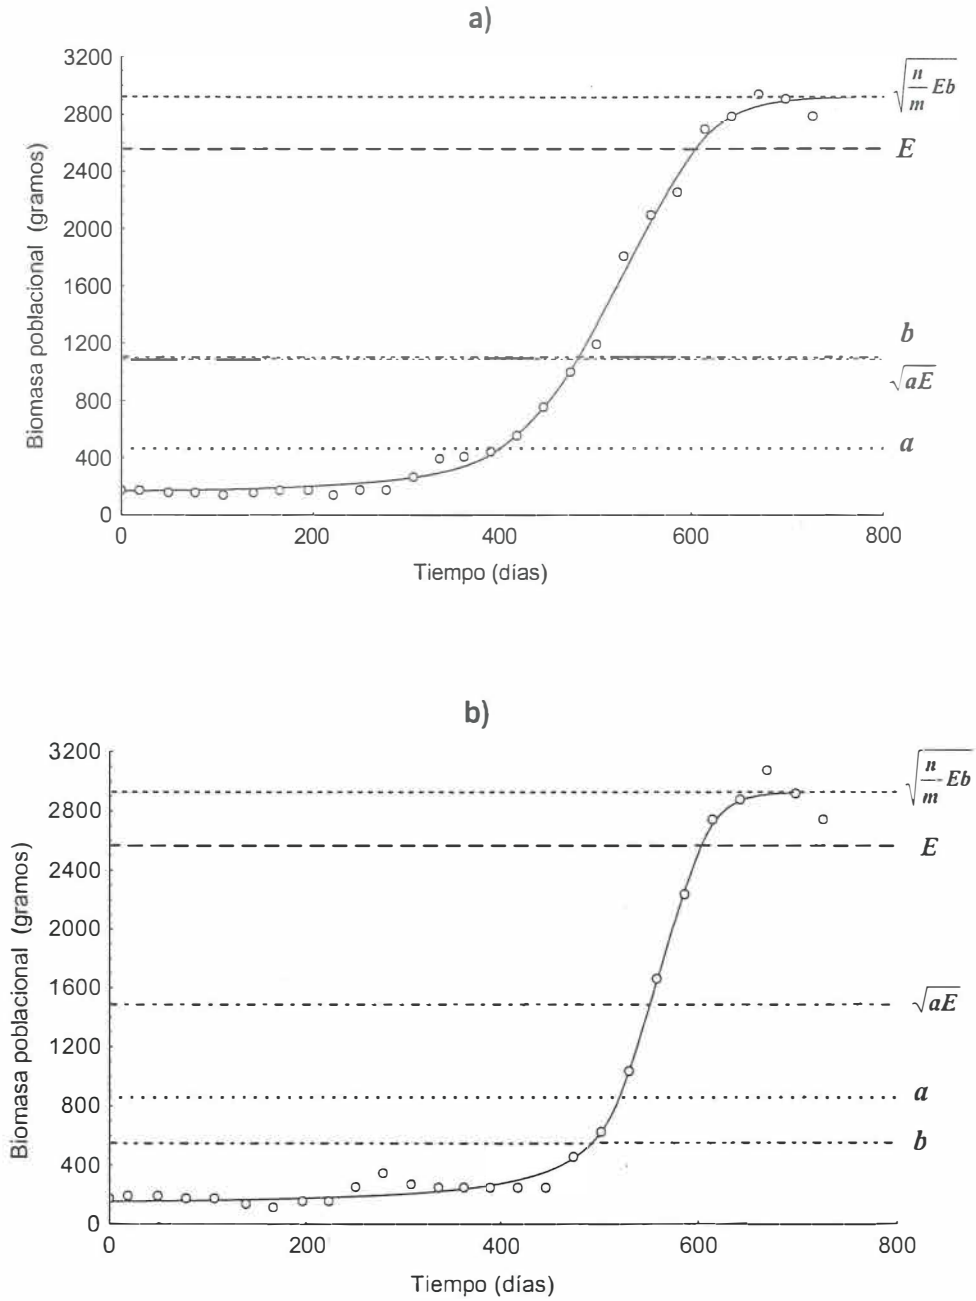 a)
3200
2800
2400
2000
1600
1200
800
400
0
Biomasa poblacional (gramos)
√(n/m Eb)
E
b
√aE
a
0 200 400 600 800
Tiempo (días)
b)
3200
2800
2400
2000
1600
1200
800
400
0
Biomasa poblacional (gramos)
√(n/m Eb)
E
√aE
a
b
0 200 400 600 800
Tiempo (días)